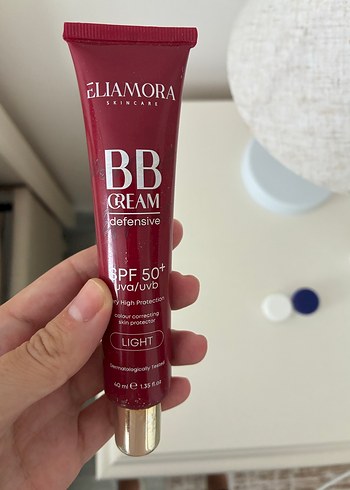 ELIAMORA
SKINCARE
BB
CREAM
defensive
SPF 50+
uva/uvb
Very High Protection
colour correcting
skin protector
LIGHT
Dermatologically Tested
40 ml e 1.35 fl.oz